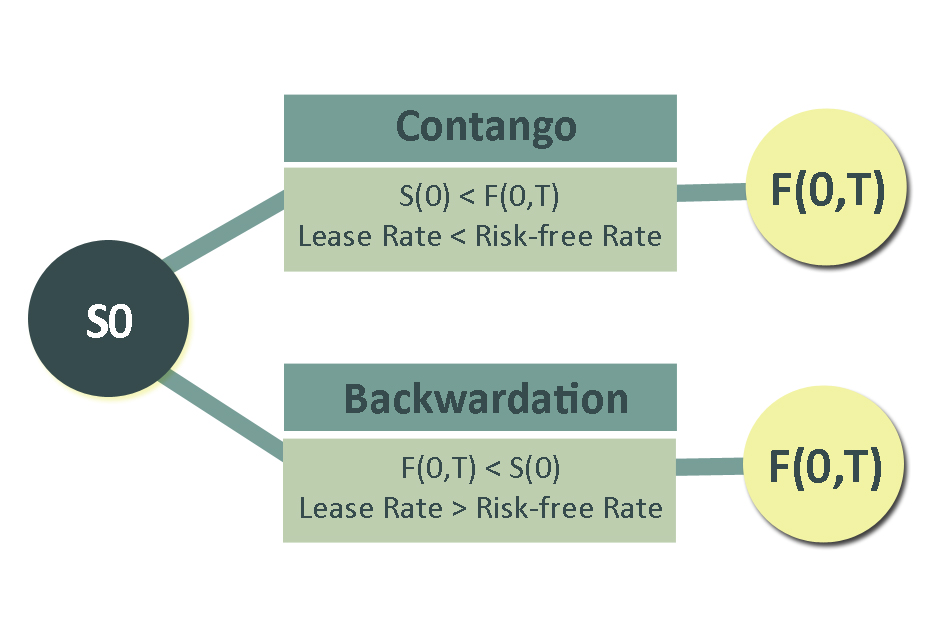 S0
Contango
S(0) < F(0,T)
Lease Rate < Risk-free Rate
F(0,T)
Backwardation
F(0,T) < S(0)
Lease Rate > Risk-free Rate
F(0,T)